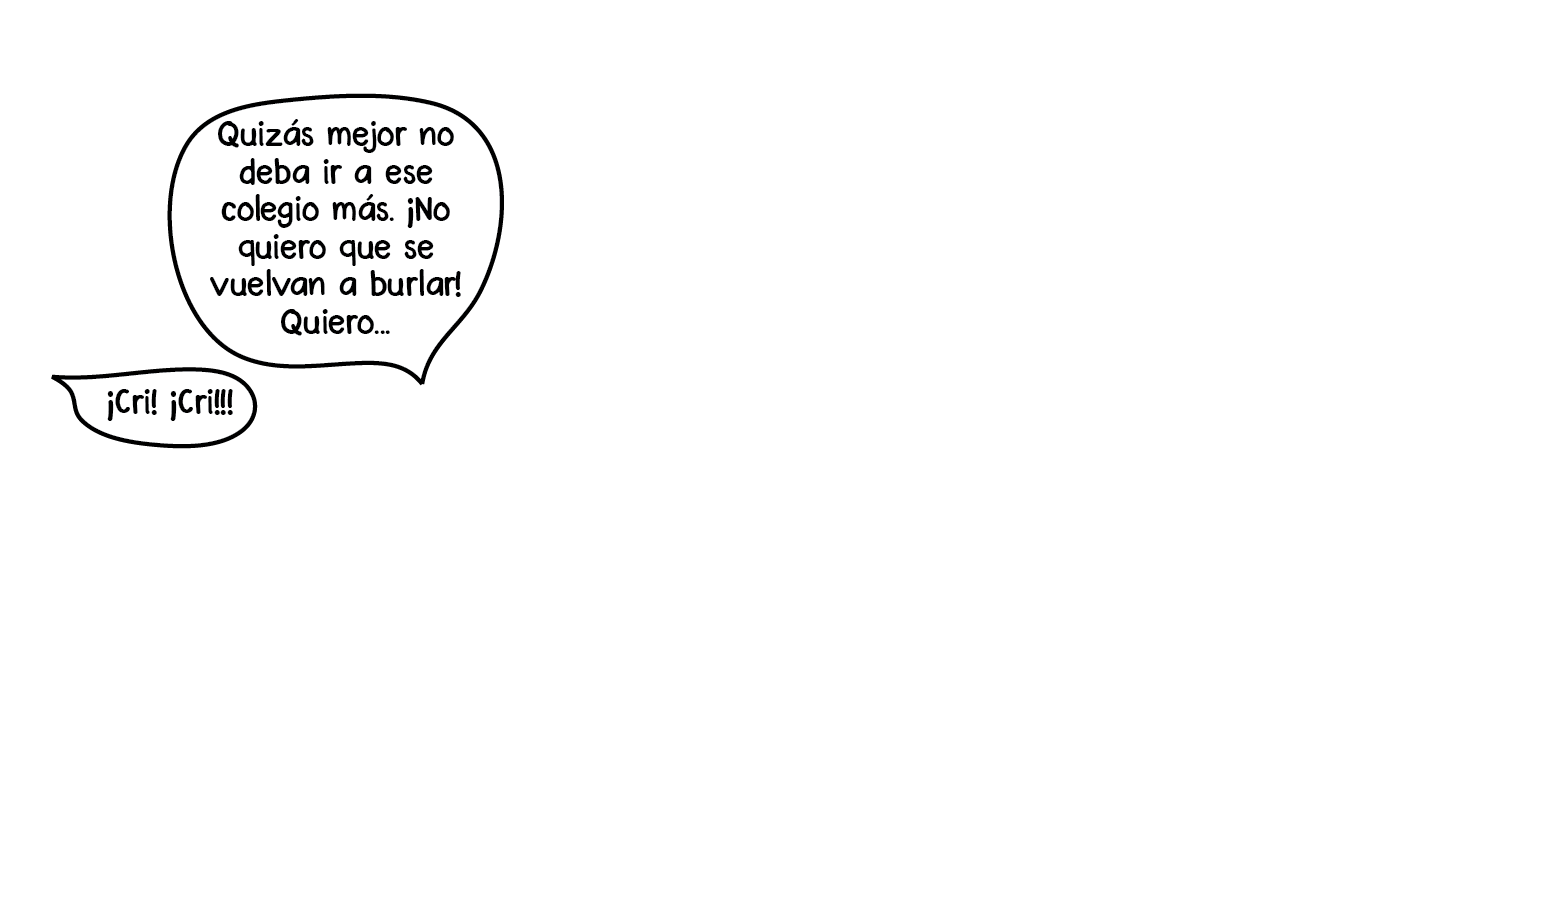 Quizás mejor no
deba ir a ese
colegio más. ¡No
quiero que se
vuelvan a burlar!
Quiero...
¡Cri! ¡Cri!!!